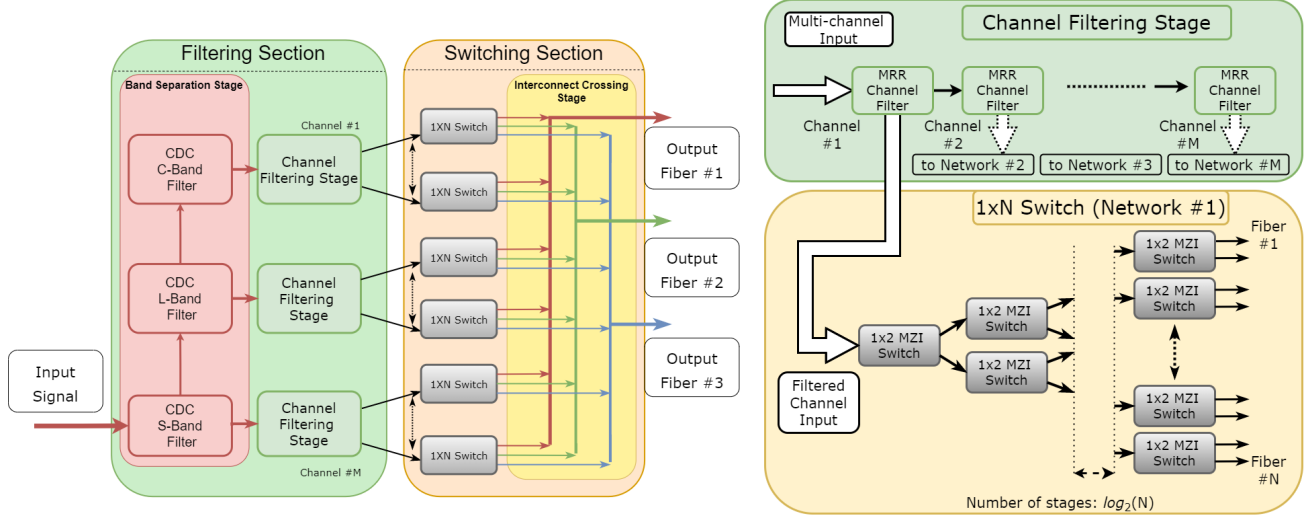 Filtering Section
Band Separation Stage
CDC
C-Band
Filter
CDC
L-Band
Filter
CDC
S-Band
Filter
Input
Signal
Channel #1
Channel
Filtering Stage
Channel
Filtering
Stage
Channel
Filtering
Stage
Channel #M
Switching Section
Interconnect Crossing
Stage
1XN Switch
1XN Switch
1XN Switch
1XN Switch
1XN Switch
1XN Switch
Output
Fiber #1
Output
Fiber #2
Output
Fiber #3
Channel Filtering Stage
Multi-channel
Input
MRR
Channel
Filter
MRR
Channel
Filter
MRR
Channel
Filter
Channel
#1
Channel
#2
Channel
#M
to Network #2
to Network #3
to Network #M
1xN Switch (Network #1)
Filtered
Channel
Input
1x2 MZI
Switch
1x2 MZI
Switch
1x2 MZI
Switch
1x2 MZI
Switch
1x2 MZI
Switch
1x2 MZI
Switch
1x2 MZI
Switch
Fiber
#1
Fiber
#N
Number of stages: log₂(N)